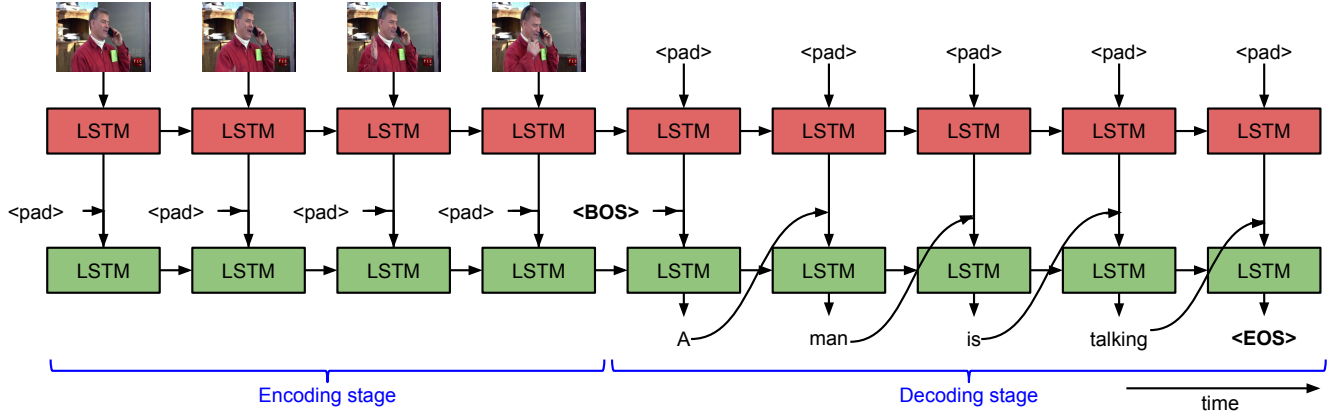 <pad> <pad> <pad> <pad> <pad>
LSTM LSTM LSTM LSTM LSTM LSTM LSTM LSTM LSTM
<pad> <pad> <pad> <pad> <BOS>
LSTM LSTM LSTM LSTM LSTM LSTM LSTM LSTM LSTM
A man is talking <EOS>
Encoding stage Decoding stage
time